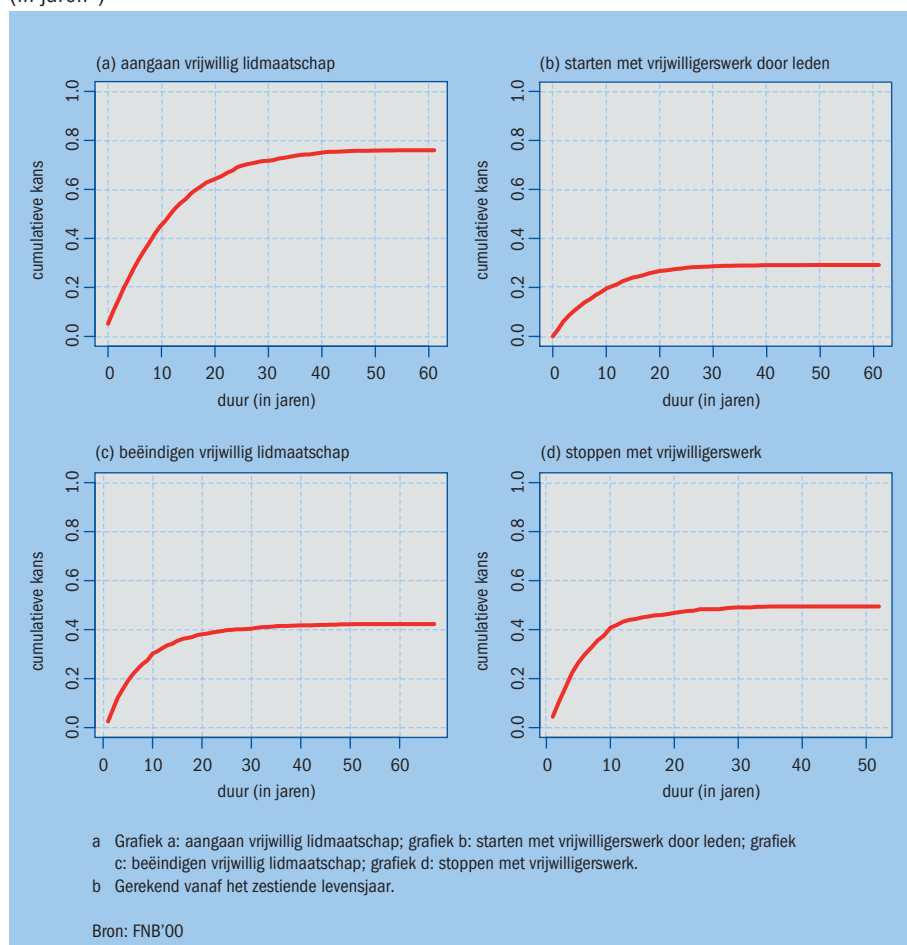 (in jaren b)
(a) aangaan vrijwillig lidmaatschap
cumulatieve kans
0.0 0.2 0.4 0.6 0.8 1.0
0 10 20 30 40 50 60
duur (in jaren)
(b) starten met vrijwilligerswerk door leden
cumulatieve kans
0.0 0.2 0.4 0.6 0.8 1.0
0 10 20 30 40 50 60
duur (in jaren)
(c) beëindigen vrijwillig lidmaatschap
cumulatieve kans
0.0 0.2 0.4 0.6 0.8 1.0
0 10 20 30 40 50 60
duur (in jaren)
(d) stoppen met vrijwilligerswerk
cumulatieve kans
0.0 0.2 0.4 0.6 0.8 1.0
0 10 20 30 40 50
duur (in jaren)
a Grafiek a: aangaan vrijwillig lidmaatschap; grafiek b: starten met vrijwilligerswerk door leden; grafiek
c: beëindigen vrijwillig lidmaatschap; grafiek d: stoppen met vrijwilligerswerk.
b Gerekend vanaf het zestiende levensjaar.
Bron: FNB'00